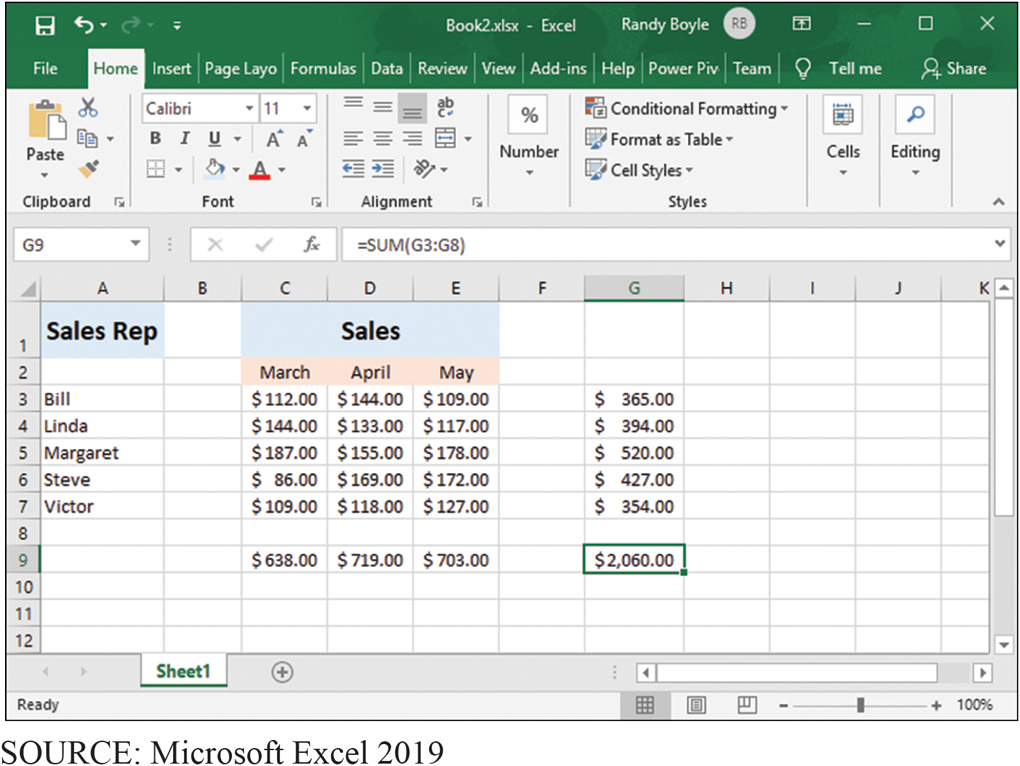 Book2.xlsx - Excel Randy Boyle RB
File Home Insert Page Layo Formulas Data Review View Add-ins Help Power Piv Team Tell me Share
Calibri 11 ab % Conditional Formatting
B I U A A Format as Table
Paste Number Cells Editing
A Cell Styles
Clipboard Font Alignment Styles
G9 fx =SUM(G3:G8)
A B C D E F G H I J K
1 Sales Rep Sales
2 March April May
3 Bill $112.00 $144.00 $109.00 $ 365.00
4 Linda $144.00 $133.00 $117.00 $ 394.00
5 Margaret $187.00 $155.00 $178.00 $ 520.00
6 Steve $ 86.00 $169.00 $172.00 $ 427.00
7 Victor $109.00 $118.00 $127.00 $ 354.00
8
9 $638.00 $719.00 $703.00 $2,060.00
10
11
12
Sheet1
Ready 100%
SOURCE: Microsoft Excel 2019